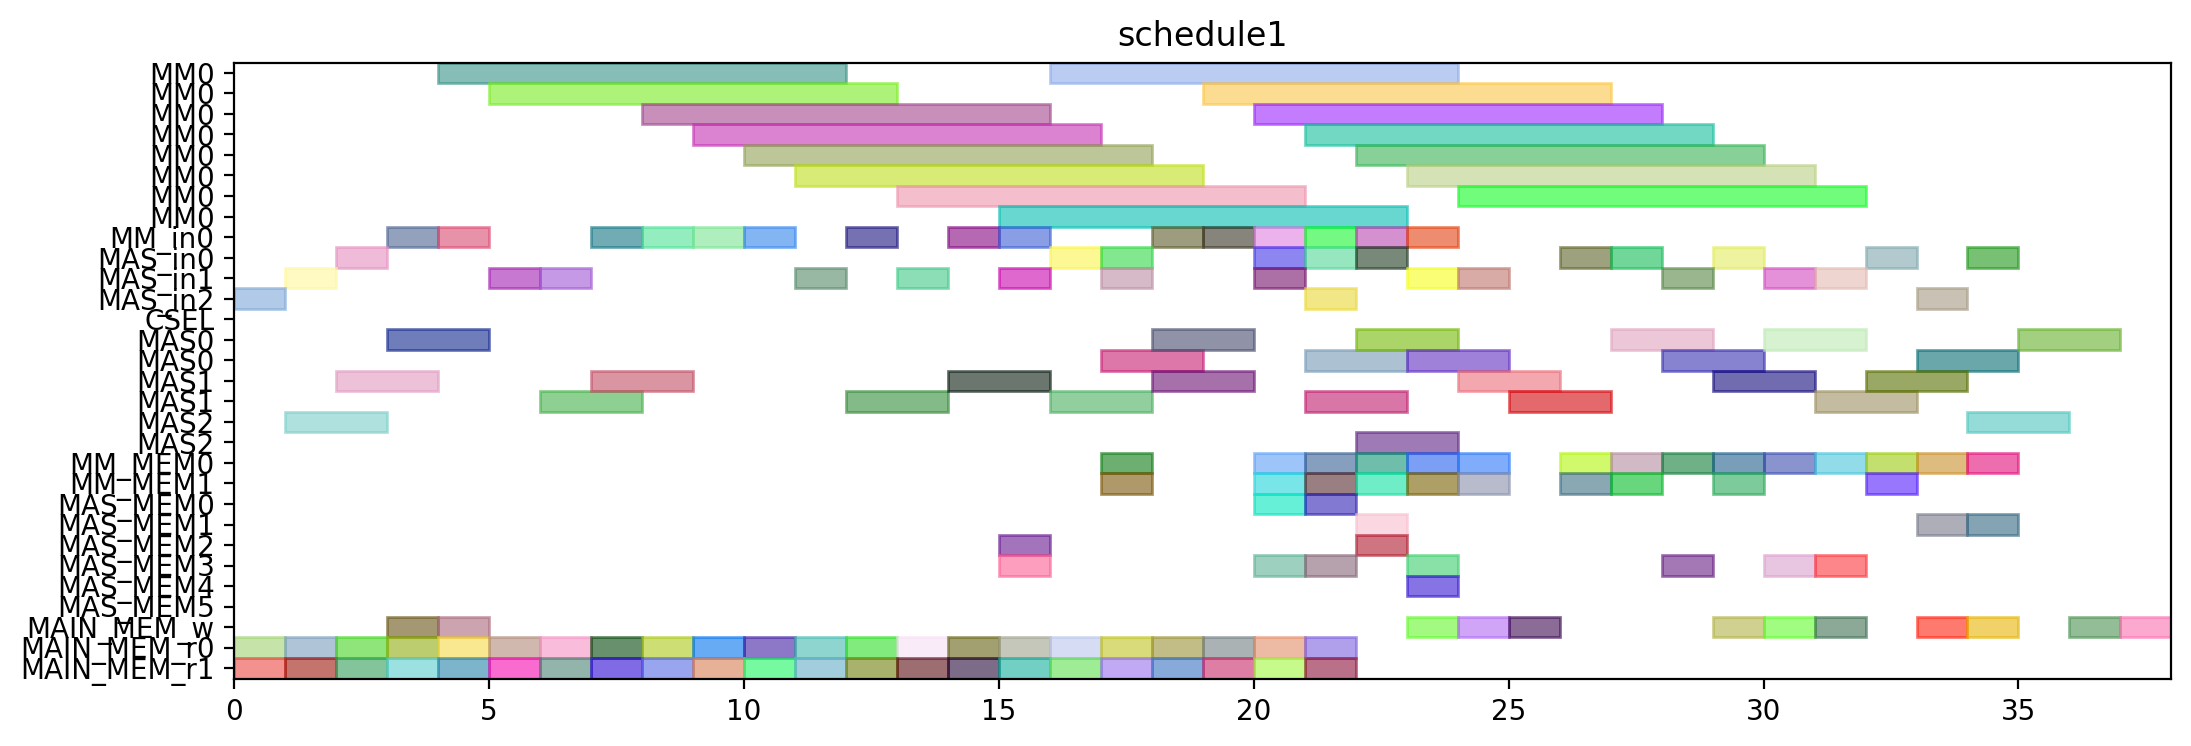 schedule1
MM0
MM0
MM0
MM0
MM0
MM0
MM0
MM0
MM_in0
MAS_in0
MAS_in1
MAS_in2
CSEL
MAS0
MAS0
MAS1
MAS1
MAS2
MAS2
MM_MEM0
MM_MEM1
MAS_MEM0
MAS_MEM1
MAS_MEM2
MAS_MEM3
MAS_MEM4
MAS_MEM5
MAIN_MEM_w
MAIN_MEM_r0
MAIN_MEM_r1
0 5 10 15 20 25 30 35